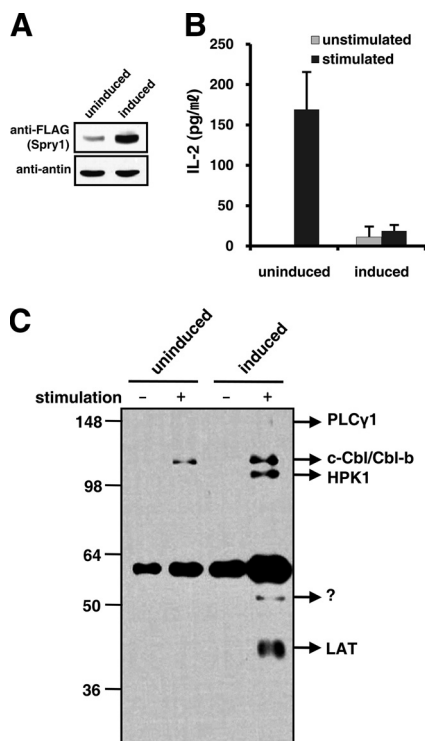 A
uninduced
induced
anti-FLAG
(Spry1)
anti-antin
B
unstimulated
stimulated
IL-2 (pg/㎖)
300
250
200
150
100
50
0
uninduced
induced
C
uninduced
induced
stimulation
– + – +
148
98
64
50
36
PLCγ1
c-Cbl/Cbl-b
HPK1
?
LAT